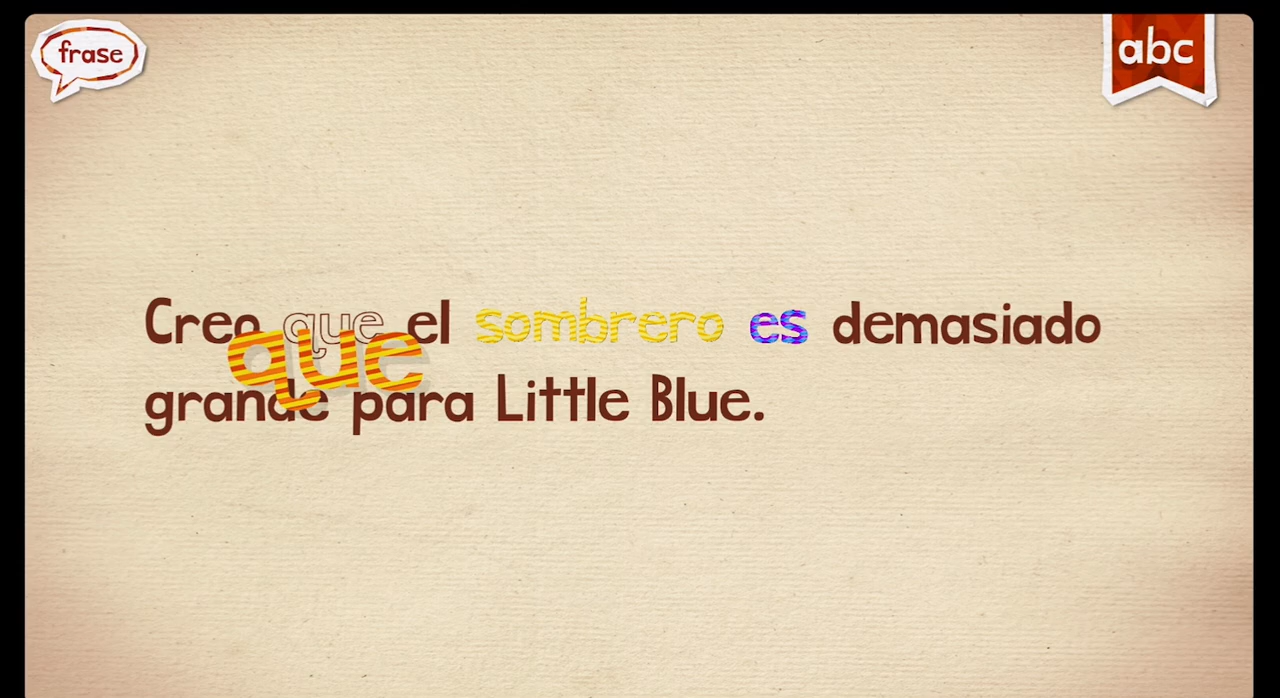 frase
abc
Creo que el sombrero es demasiado
que
grande para Little Blue.